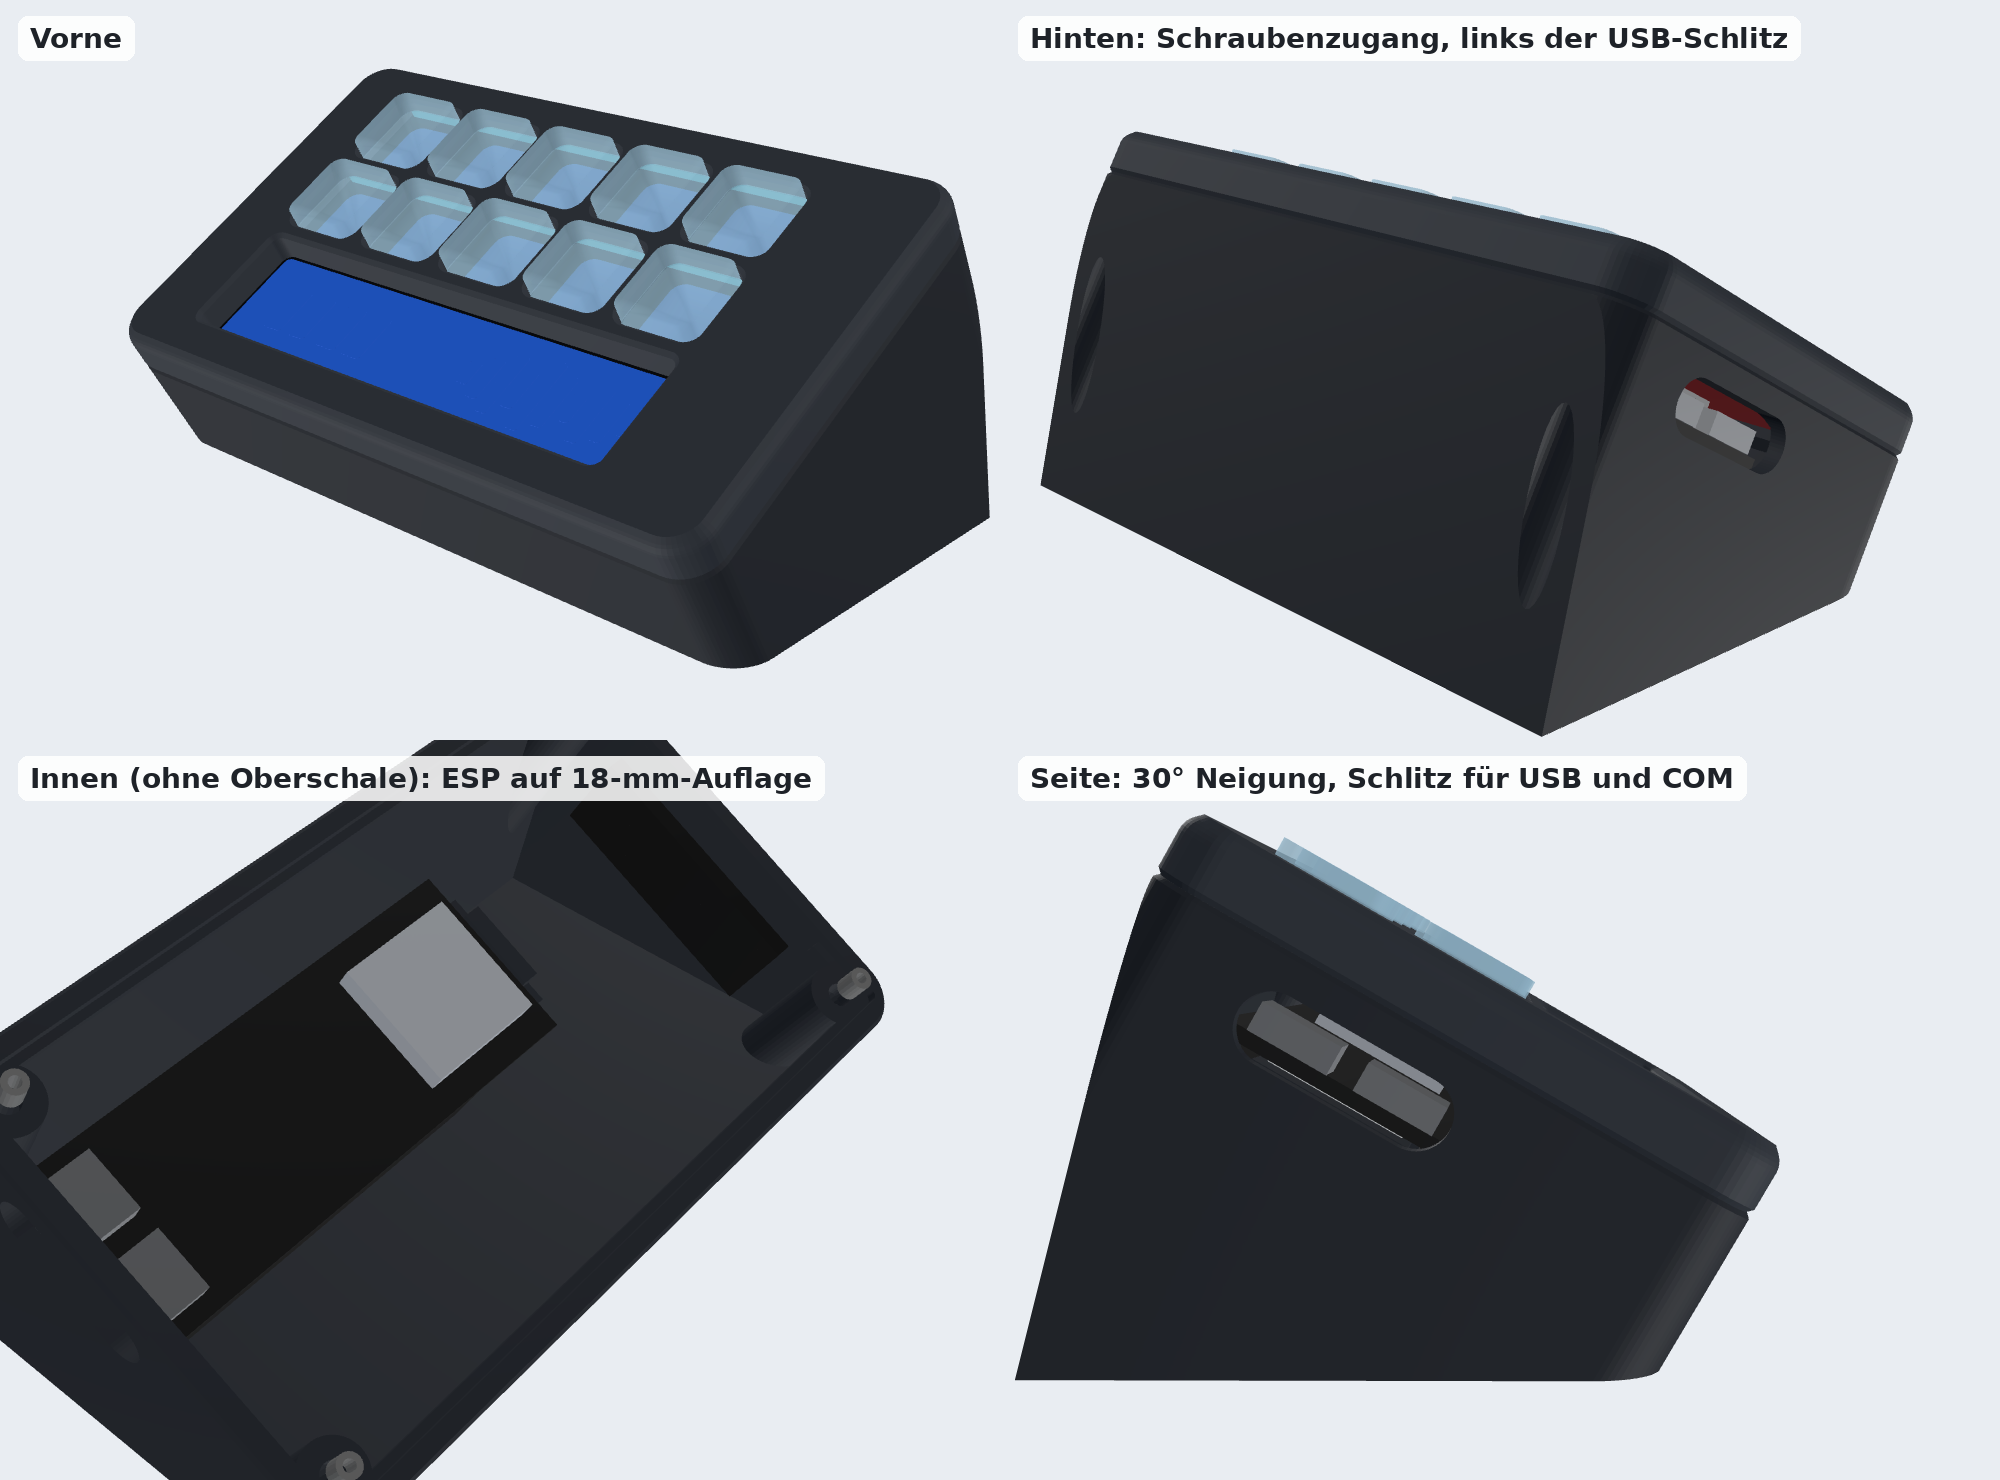 Vorne
Hinten: Schraubenzugang, links der USB-Schlitz
Innen (ohne Oberschale): ESP auf 18-mm-Auflage
Seite: 30° Neigung, Schlitz für USB und COM